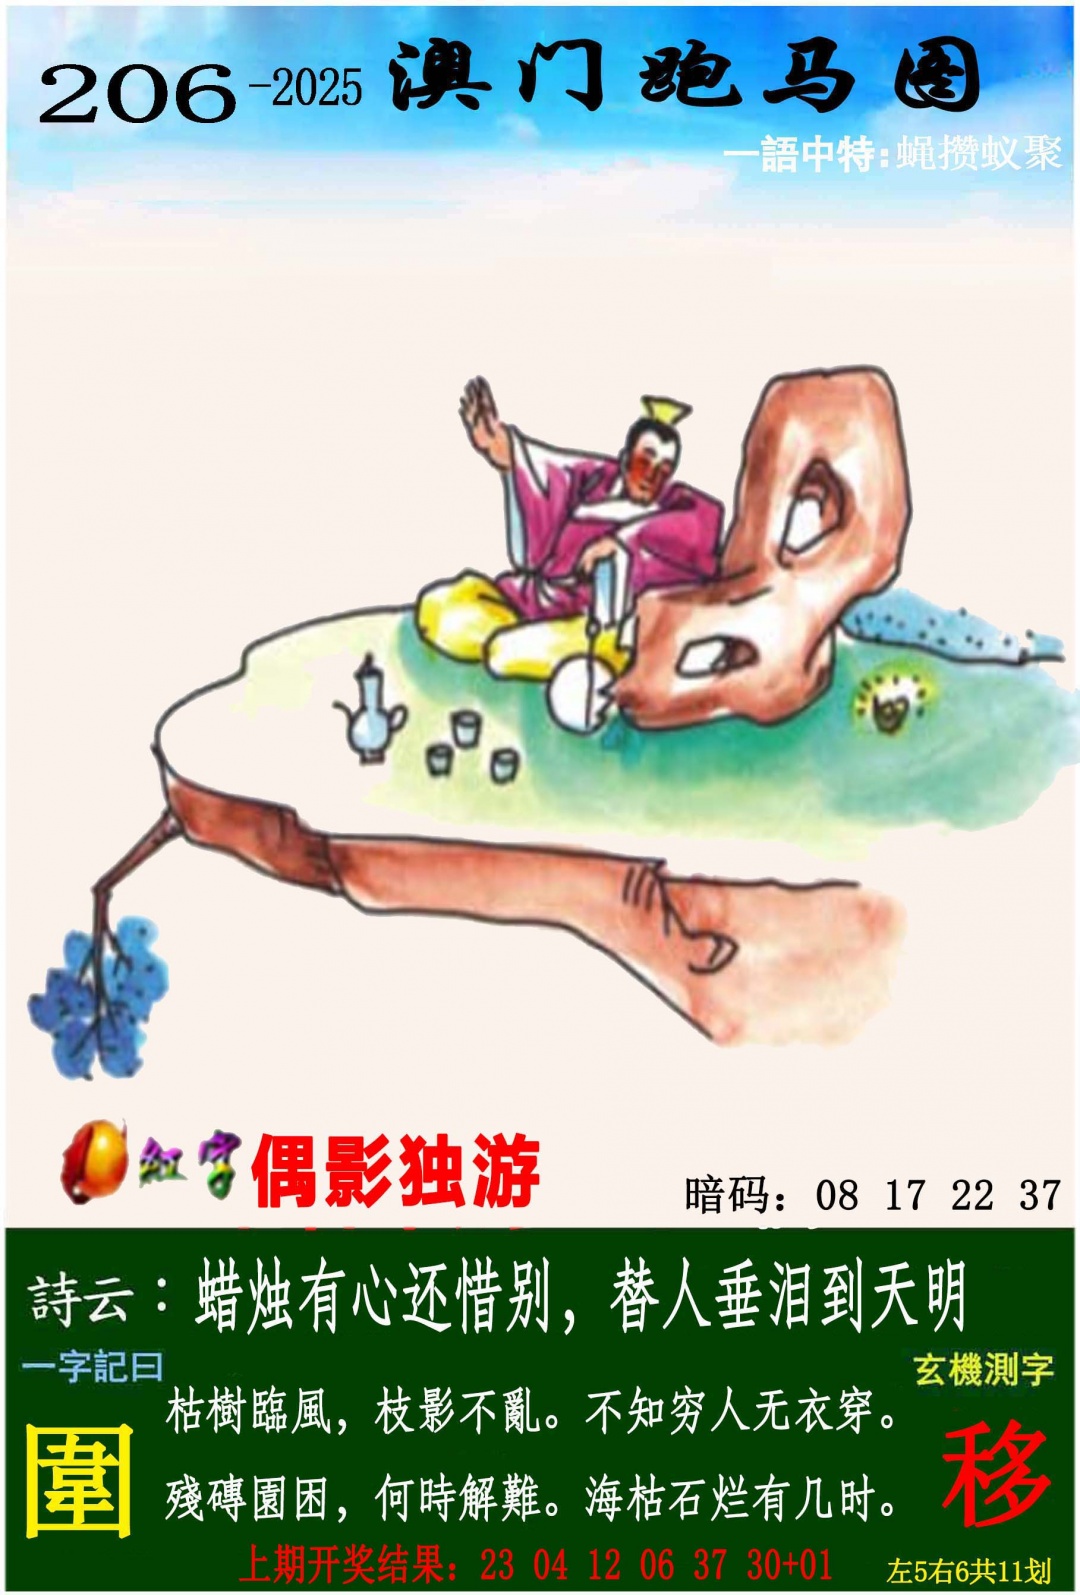 206-2025 澳门跑马图
一語中特:蝇攒蚁聚
红字 偶影独游
暗码：08 17 22 37
詩云：蜡烛有心还惜别，替人垂泪到天明
一字記曰
玄機測字
枯樹臨風，枝影不亂。不知穷人无衣穿。
圍
移
殘磚園困，何時解難。海枯石烂有几时。
上期开奖结果：23 04 12 06 37 30+01
左5右6共11划